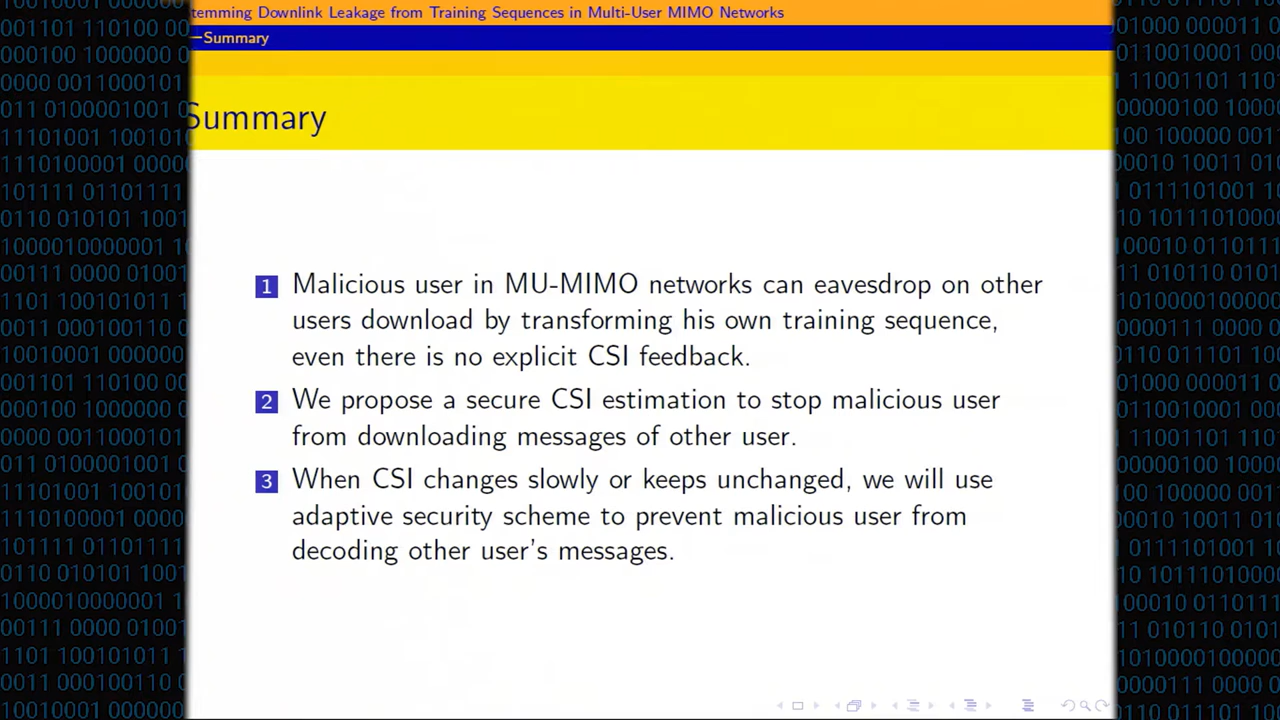 temming Downlink Leakage from Training Sequences in Multi-User MIMO Networks
Summary
Summary
1 Malicious user in MU-MIMO networks can eavesdrop on other
users download by transforming his own training sequence,
even there is no explicit CSI feedback.
2 We propose a secure CSI estimation to stop malicious user
from downloading messages of other user.
3 When CSI changes slowly or keeps unchanged, we will use
adaptive security scheme to prevent malicious user from
decoding other user's messages.